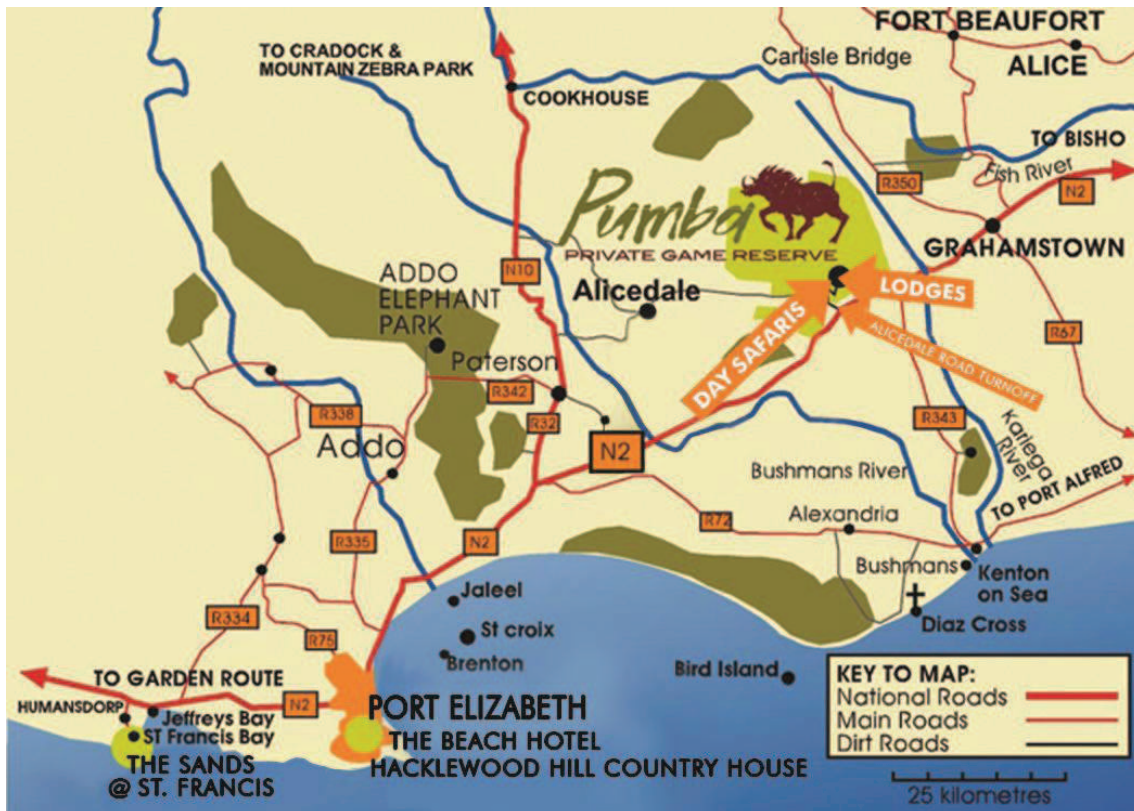 FORT BEAUFORT
TO CRADOCK &
MOUNTAIN ZEBRA PARK
Carlisle Bridge
ALICE
COOKHOUSE
TO BISHO
Fish River
R350
N2
Pumba
PRIVATE GAME RESERVE
GRAHAMSTOWN
N10
ADDO
ELEPHANT
PARK
Alicedale
LODGES
DAY SAFARIS
ALICEDALE ROAD TURNOFF
R67
Paterson
R342
R338
R32
R343
Addo
N2
Kariega
River
Bushmans River
TO PORT ALFRED
R72
Alexandria
R335
N2
Bushmans
Kenton
on Sea
Jaleel
Diaz Cross
R334
St croix
R75
Brenton
Bird Island
TO GARDEN ROUTE
N2
HUMANSDORP
Jeffreys Bay
St Francis Bay
PORT ELIZABETH
THE BEACH HOTEL
HACKLEWOOD HILL COUNTRY HOUSE
THE SANDS
@ ST. FRANCIS
KEY TO MAP:
National Roads
Main Roads
Dirt Roads
25 kilometres